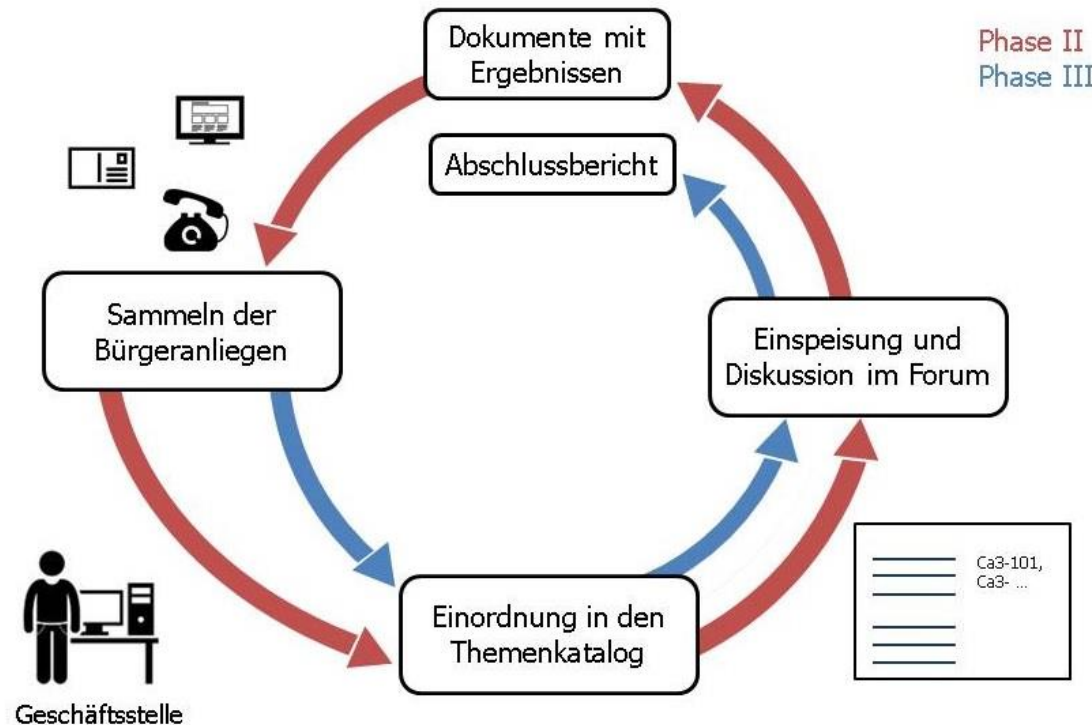 Dokumente mit
Ergebnissen
Phase II
Phase III
Abschlussbericht
Sammeln der
Bürgeranliegen
Einspeisung und
Diskussion im Forum
Ca3-101,
Ca3- ...
Einordnung in den
Themenkatalog
Geschäftsstelle